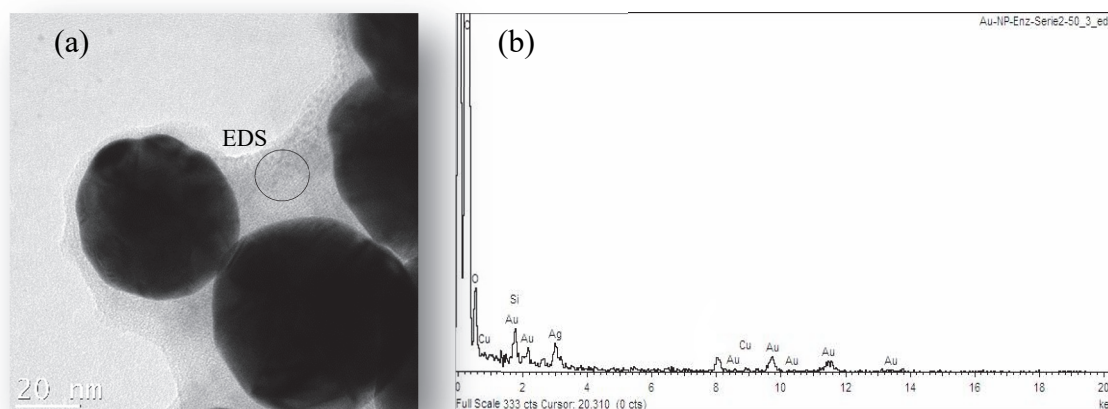 (a)
EDS
20 nm
(b)
Au-NP-Enz-Serie2-50_3_ed
C
O
Si
Cu
Au
Au
Ag
Cu
Au
Au
Au
Au
Au
0 2 4 6 8 10 12 14 16 18 20
Full Scale 333 cts Cursor: 20.310 (0 cts)
ke